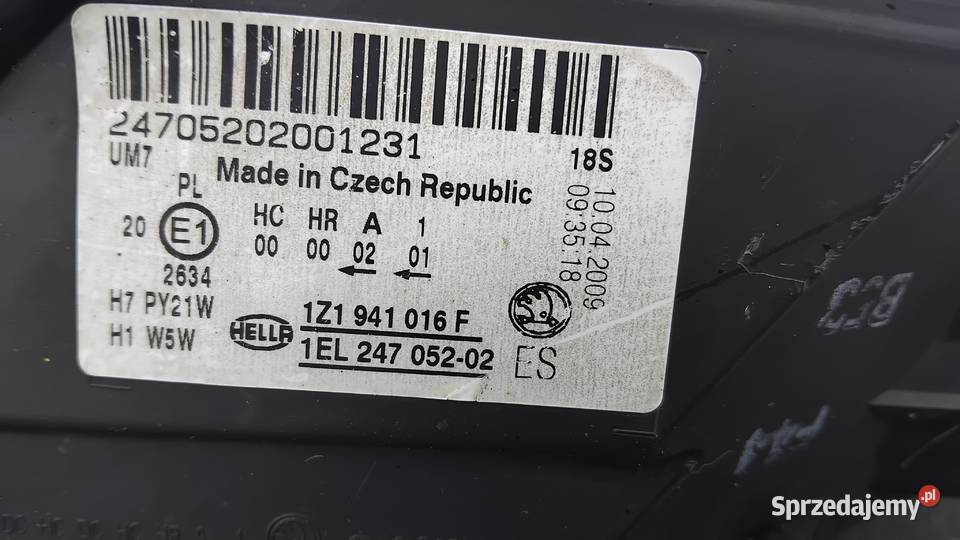 24705202001231
UM7
Made in Czech Republic
18S
10.04.2009
09:35:18
PL
20 E1
2634
HC HR A 1
00 00 02 01
H7 PY21W
H1 W5W
HELLA
1Z1 941 016 F
1EL 247 052-02
ES
Sprzedajemy.pl